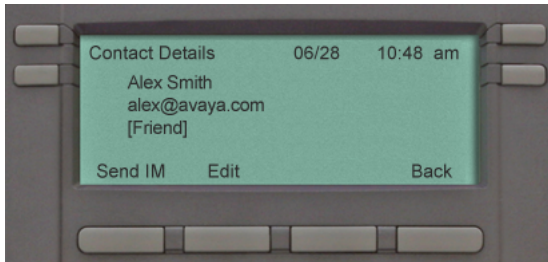 Contact Details 06/28 10:48 am
Alex Smith
alex@avaya.com
[Friend]
Send IM Edit Back